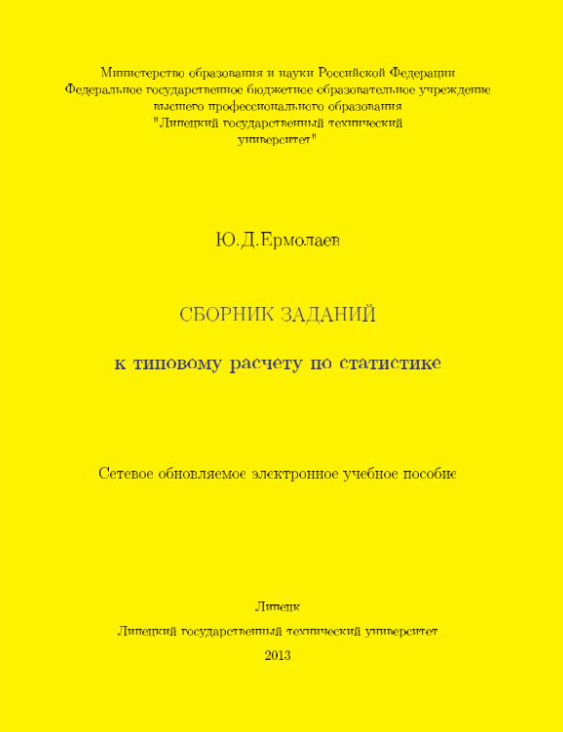 Министерство образования и науки Российской Федерации
Федеральное государственное бюджетное образовательное учреждение
высшего профессионального образования
"Липецкий государственный технический
университет"
Ю.Д.Ермолаев
СБОРНИК ЗАДАНИЙ
к типовому расчету по статистике
Сетевое обновляемое электронное учебное пособие
Липецк
Липецкий государственный технический университет
2013